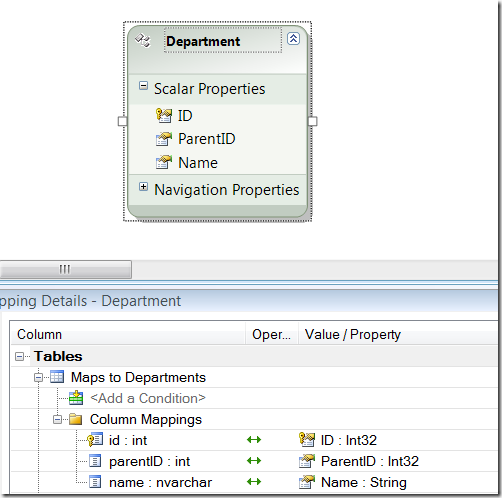 Department
Scalar Properties
ID
ParentID
Name
Navigation Properties
pping Details - Department
Column Oper... Value / Property
Tables
Maps to Departments
<Add a Condition>
Column Mappings
id : int ID : Int32
parentID : int ParentID : Int32
name : nvarchar Name : String